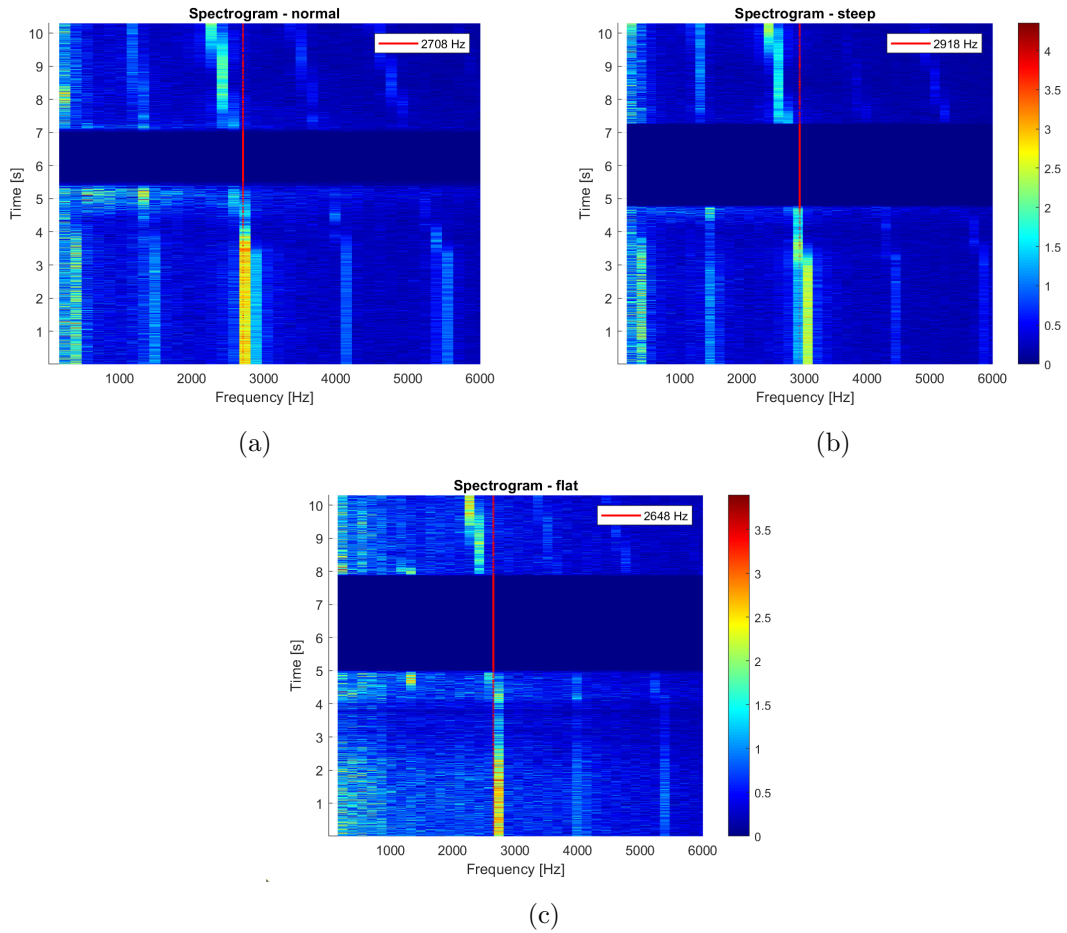 Spectrogram - normal
2708 Hz
10
9
8
7
6
5
4
3
2
1
Time [s]
1000 2000 3000 4000 5000 6000
Frequency [Hz]
(a)
Spectrogram - steep
2918 Hz
10
9
8
7
6
5
4
3
2
1
Time [s]
1000 2000 3000 4000 5000 6000
Frequency [Hz]
4
3.5
3
2.5
2
1.5
1
0.5
0
(b)
Spectrogram - flat
2648 Hz
10
9
8
7
6
5
4
3
2
1
Time [s]
1000 2000 3000 4000 5000 6000
Frequency [Hz]
3.5
3
2.5
2
1.5
1
0.5
0
(c)